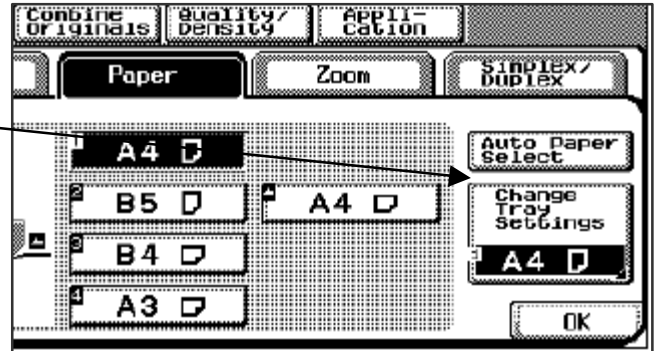 Combine
Originals
Quality/
Density
Appli-
cation
Paper
Zoom
Simplex/
Duplex
1 A4
2 B5
A4
3 B4
4 A3
Auto Paper
Select
Change
Tray
Settings
1 A4
OK